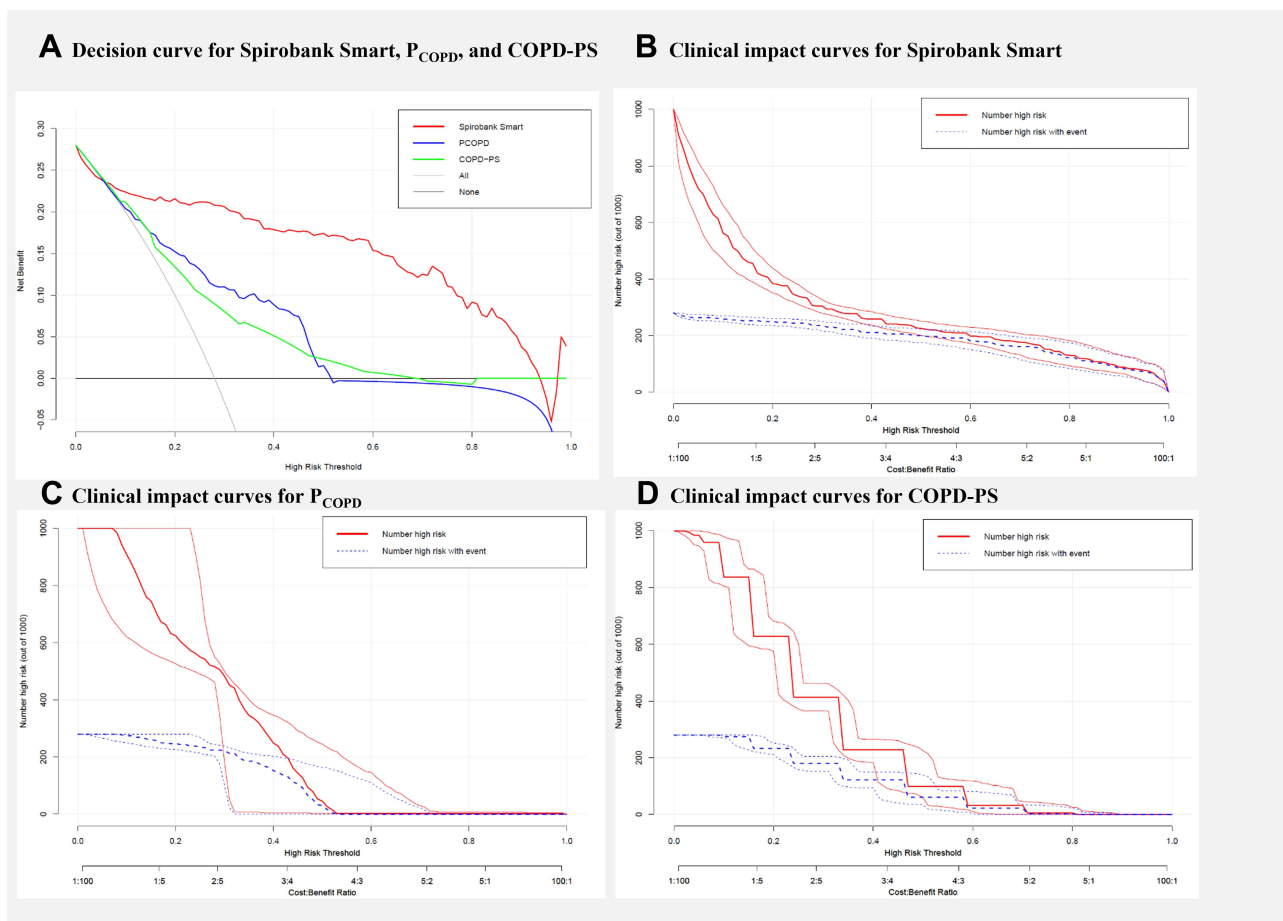 A Decision curve for Spirobank Smart, PCOPD, and COPD-PS
Spirobank Smart
PCOPD
COPD-PS
All
None
Net Benefit
0.30
0.25
0.20
0.15
0.10
0.05
0.00
-0.05
0.0 0.2 0.4 0.6 0.8 1.0
High Risk Threshold
B Clinical impact curves for Spirobank Smart
Number high risk
Number high risk with event
Number high risk (out of 1000)
1000
800
600
400
200
0
0.0 0.2 0.4 0.6 0.8 1.0
High Risk Threshold
1:100 1:5 2:5 3:4 4:3 5:2 5:1 100:1
Cost:Benefit Ratio
C Clinical impact curves for PCOPD
Number high risk
Number high risk with event
Number high risk (out of 1000)
1000
800
600
400
200
0
0.0 0.2 0.4 0.6 0.8 1.0
High Risk Threshold
1:100 1:5 2:5 3:4 4:3 5:2 5:1 100:1
Cost:Benefit Ratio
D Clinical impact curves for COPD-PS
Number high risk
Number high risk with event
Number high risk (out of 1000)
1000
800
600
400
200
0
0.0 0.2 0.4 0.6 0.8 1.0
High Risk Threshold
1:100 1:5 2:5 3:4 4:3 5:2 5:1 100:1
Cost:Benefit Ratio